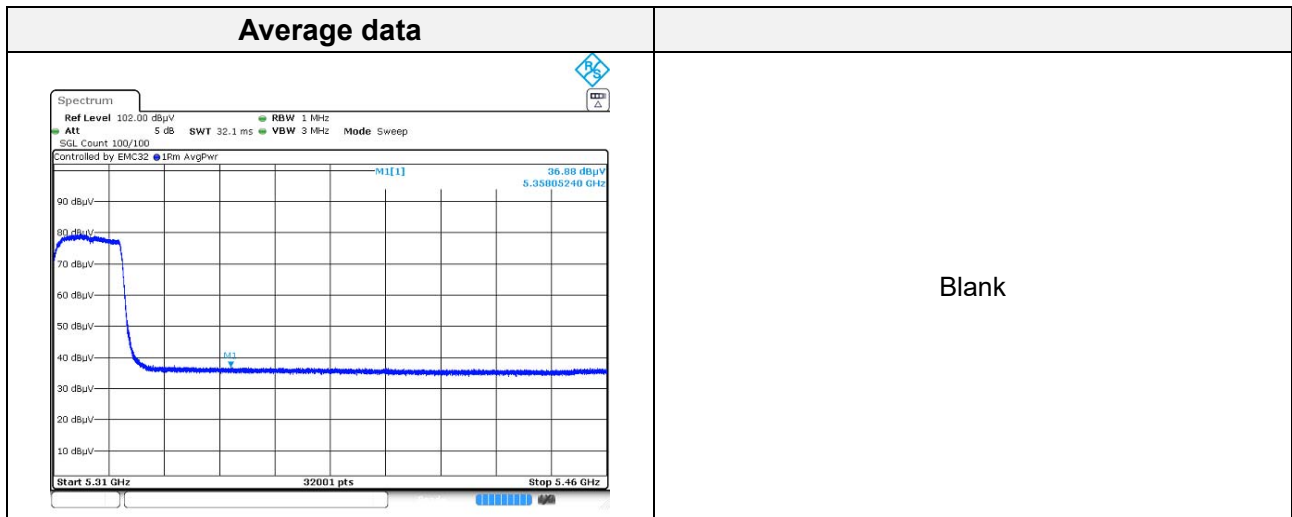 Average data
R S
Spectrum
Ref Level 102.00 dBµV RBW 1 MHz
Att 5 dB SWT 32.1 ms VBW 3 MHz Mode Sweep
SGL Count 100/100
Controlled by EMC32 1Rm AvgPwr
M1[1] 36.88 dBµV
5.35805240 GHz
90 dBµV
80 dBµV
70 dBµV
60 dBµV
50 dBµV
40 dBµV
M1
30 dBµV
20 dBµV
10 dBµV
Start 5.31 GHz 32001 pts Stop 5.46 GHz
Blank